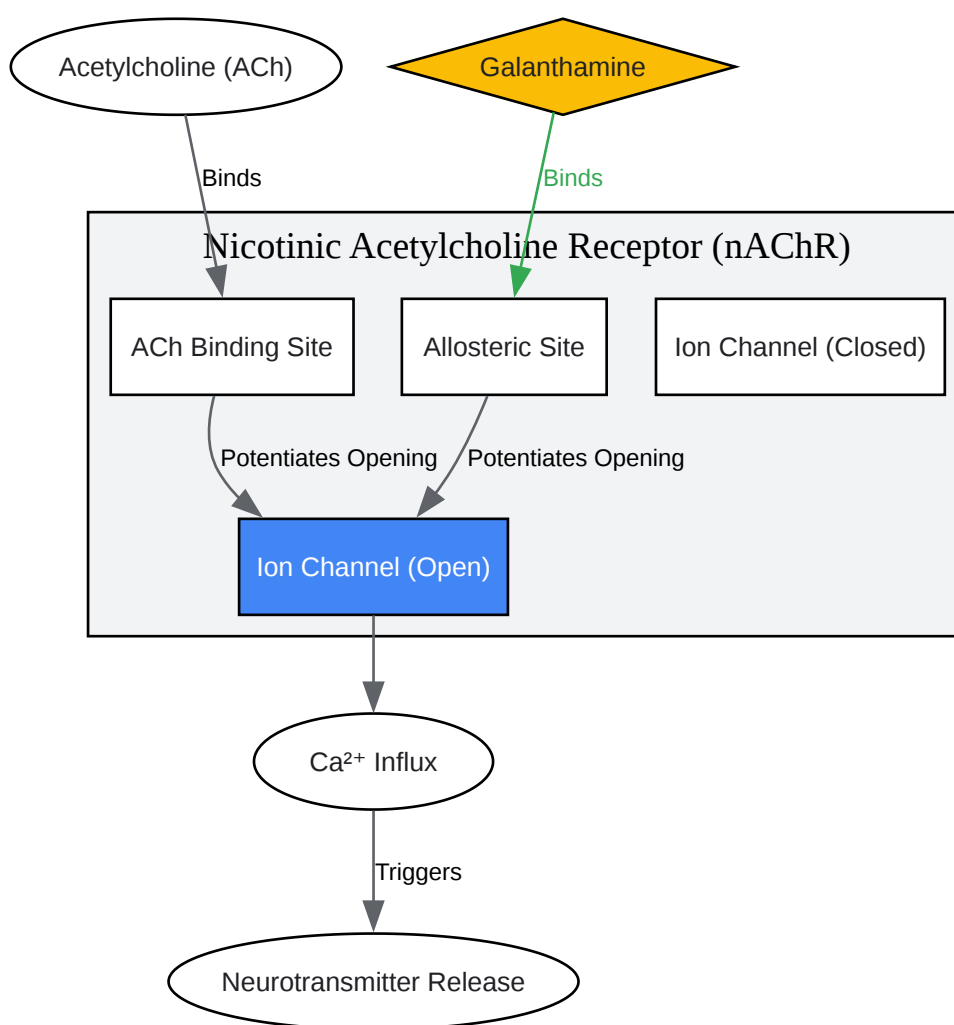 Acetylcholine (ACh)
Galanthamine
Binds
Binds
Nicotinic Acetylcholine Receptor (nAChR)
ACh Binding Site
Allosteric Site
Ion Channel (Closed)
Potentiates Opening
Potentiates Opening
Ion Channel (Open)
Ca²⁺ Influx
Triggers
Neurotransmitter Release